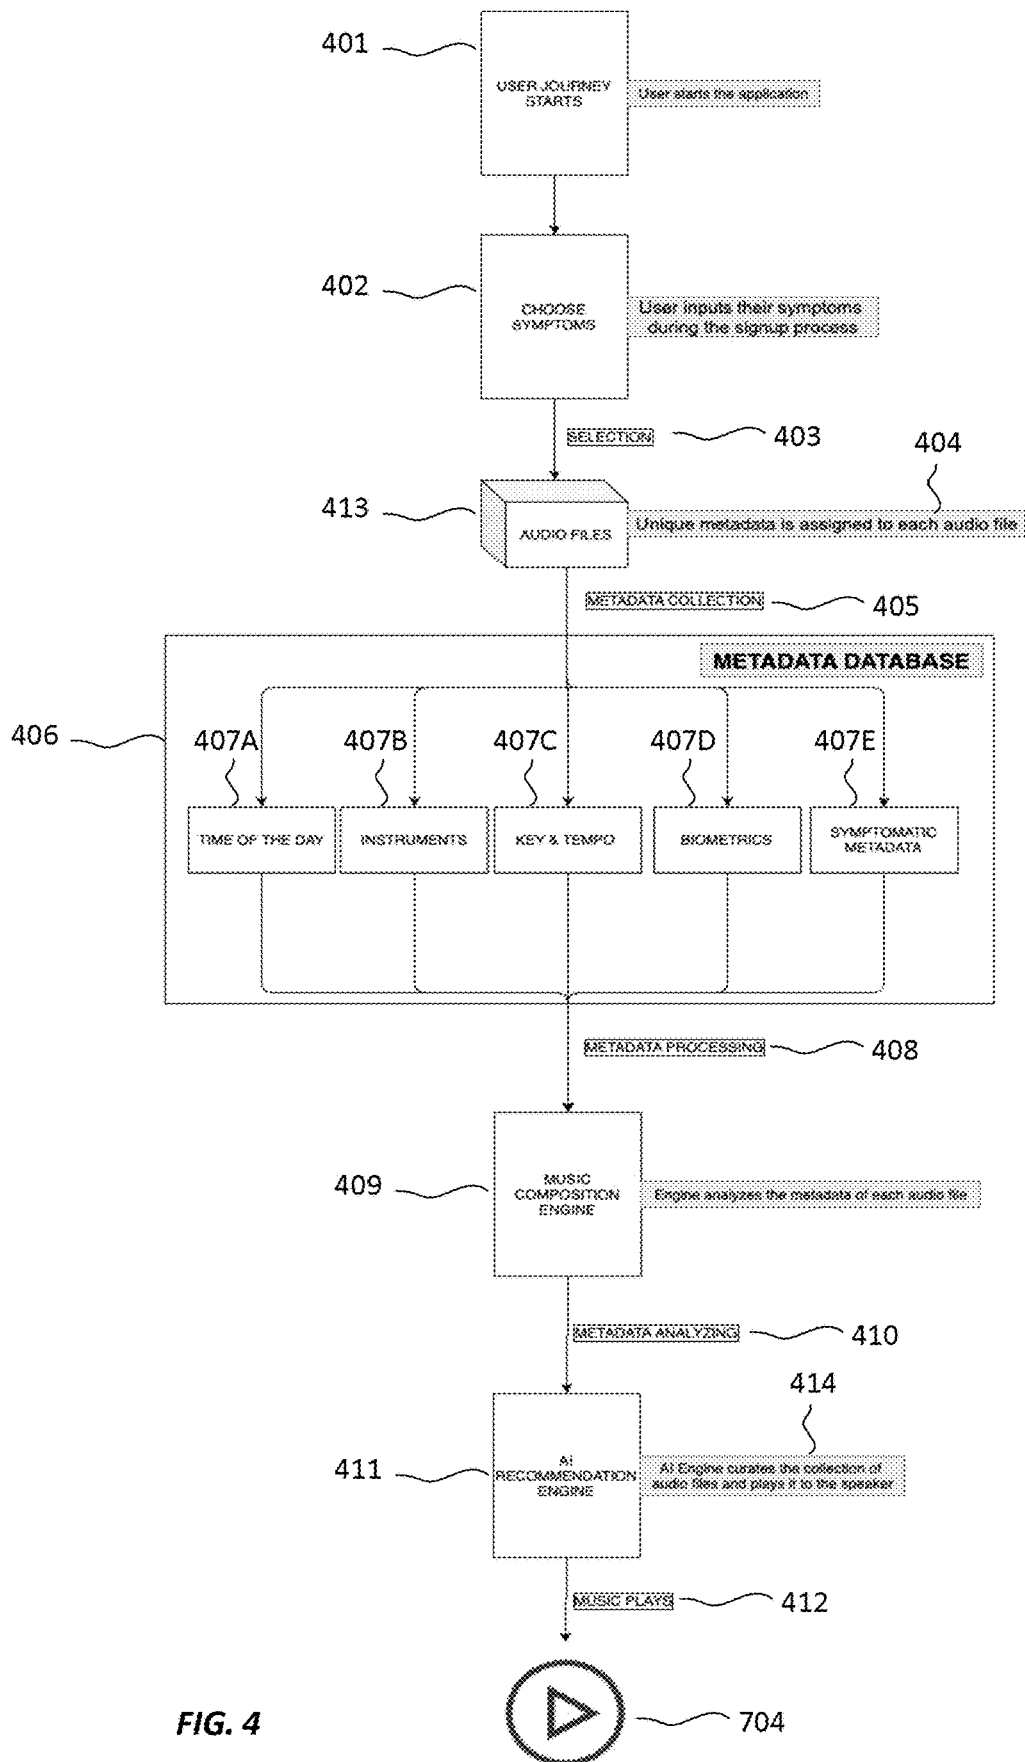 401
USER JOURNEY
STARTS
User starts the application
402
CHOOSE
SYMPTOMS
User inputs their symptoms
during the signup process
SELECTION
403
404
413
AUDIO FILES
Unique metadata is assigned to each audio file
METADATA COLLECTION
405
METADATA DATABASE
406
407A
407B
407C
407D
407E
TIME OF THE DAY
INSTRUMENTS
KEY & TEMPO
BIOMETRICS
SYMPTOMATIC
METADATA
METADATA PROCESSING
408
409
MUSIC
COMPOSITION
ENGINE
Engine analyzes the metadata of each audio file
METADATA ANALYZING
410
414
411
AI
RECOMMENDATION
ENGINE
AI Engine curates the collection of
audio files and plays it to the speaker
MUSIC PLAYS
412
FIG. 4
704